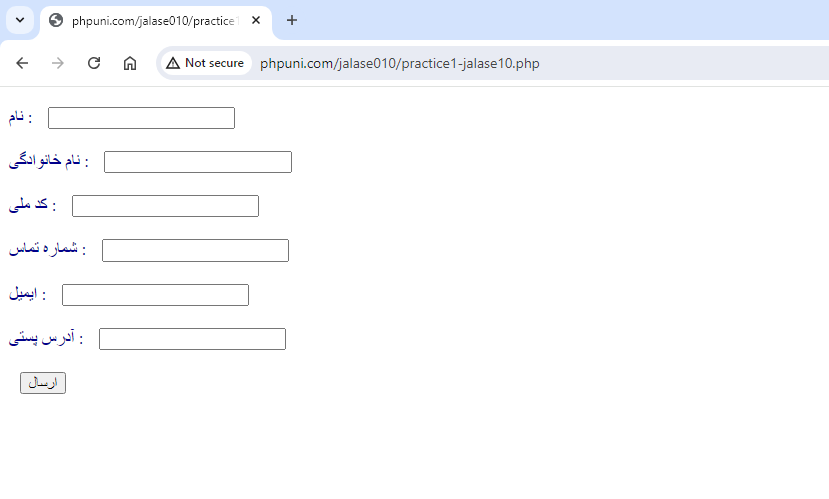 phpuni.com/jalase010/practice1
Not secure
phpuni.com/jalase010/practice1-jalase10.php
نام :
نام خانوادگی :
کد ملی :
شماره تماس :
ایمیل :
آدرس پستی :
ارسال